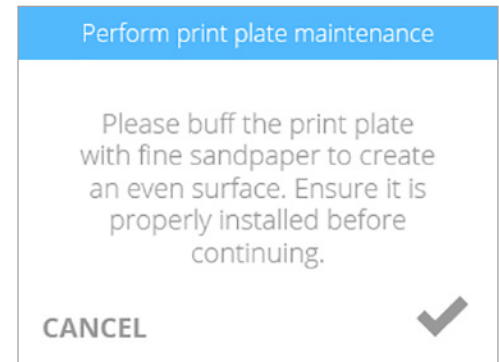 Perform print plate maintenance
Please buff the print plate
with fine sandpaper to create
an even surface. Ensure it is
properly installed before
continuing.
CANCEL